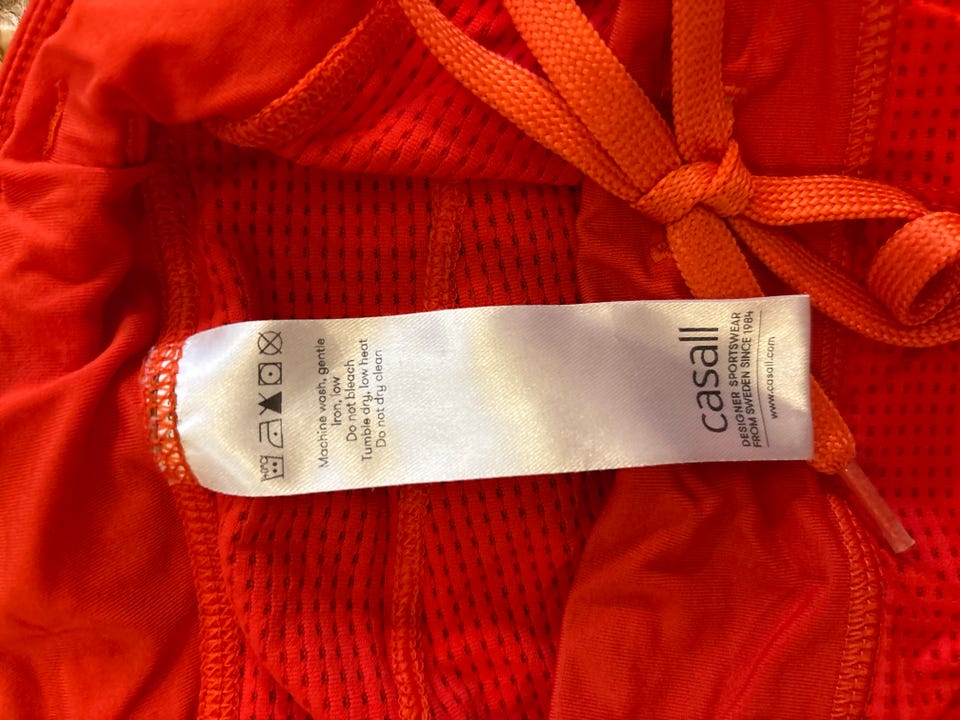 Machine wash, gentle
Iron, low
Do not bleach
Tumble dry, low heat
Do not dry clean
casall
DESIGNER SPORTSWEAR
FROM SWEDEN SINCE 1984
www.casall.com